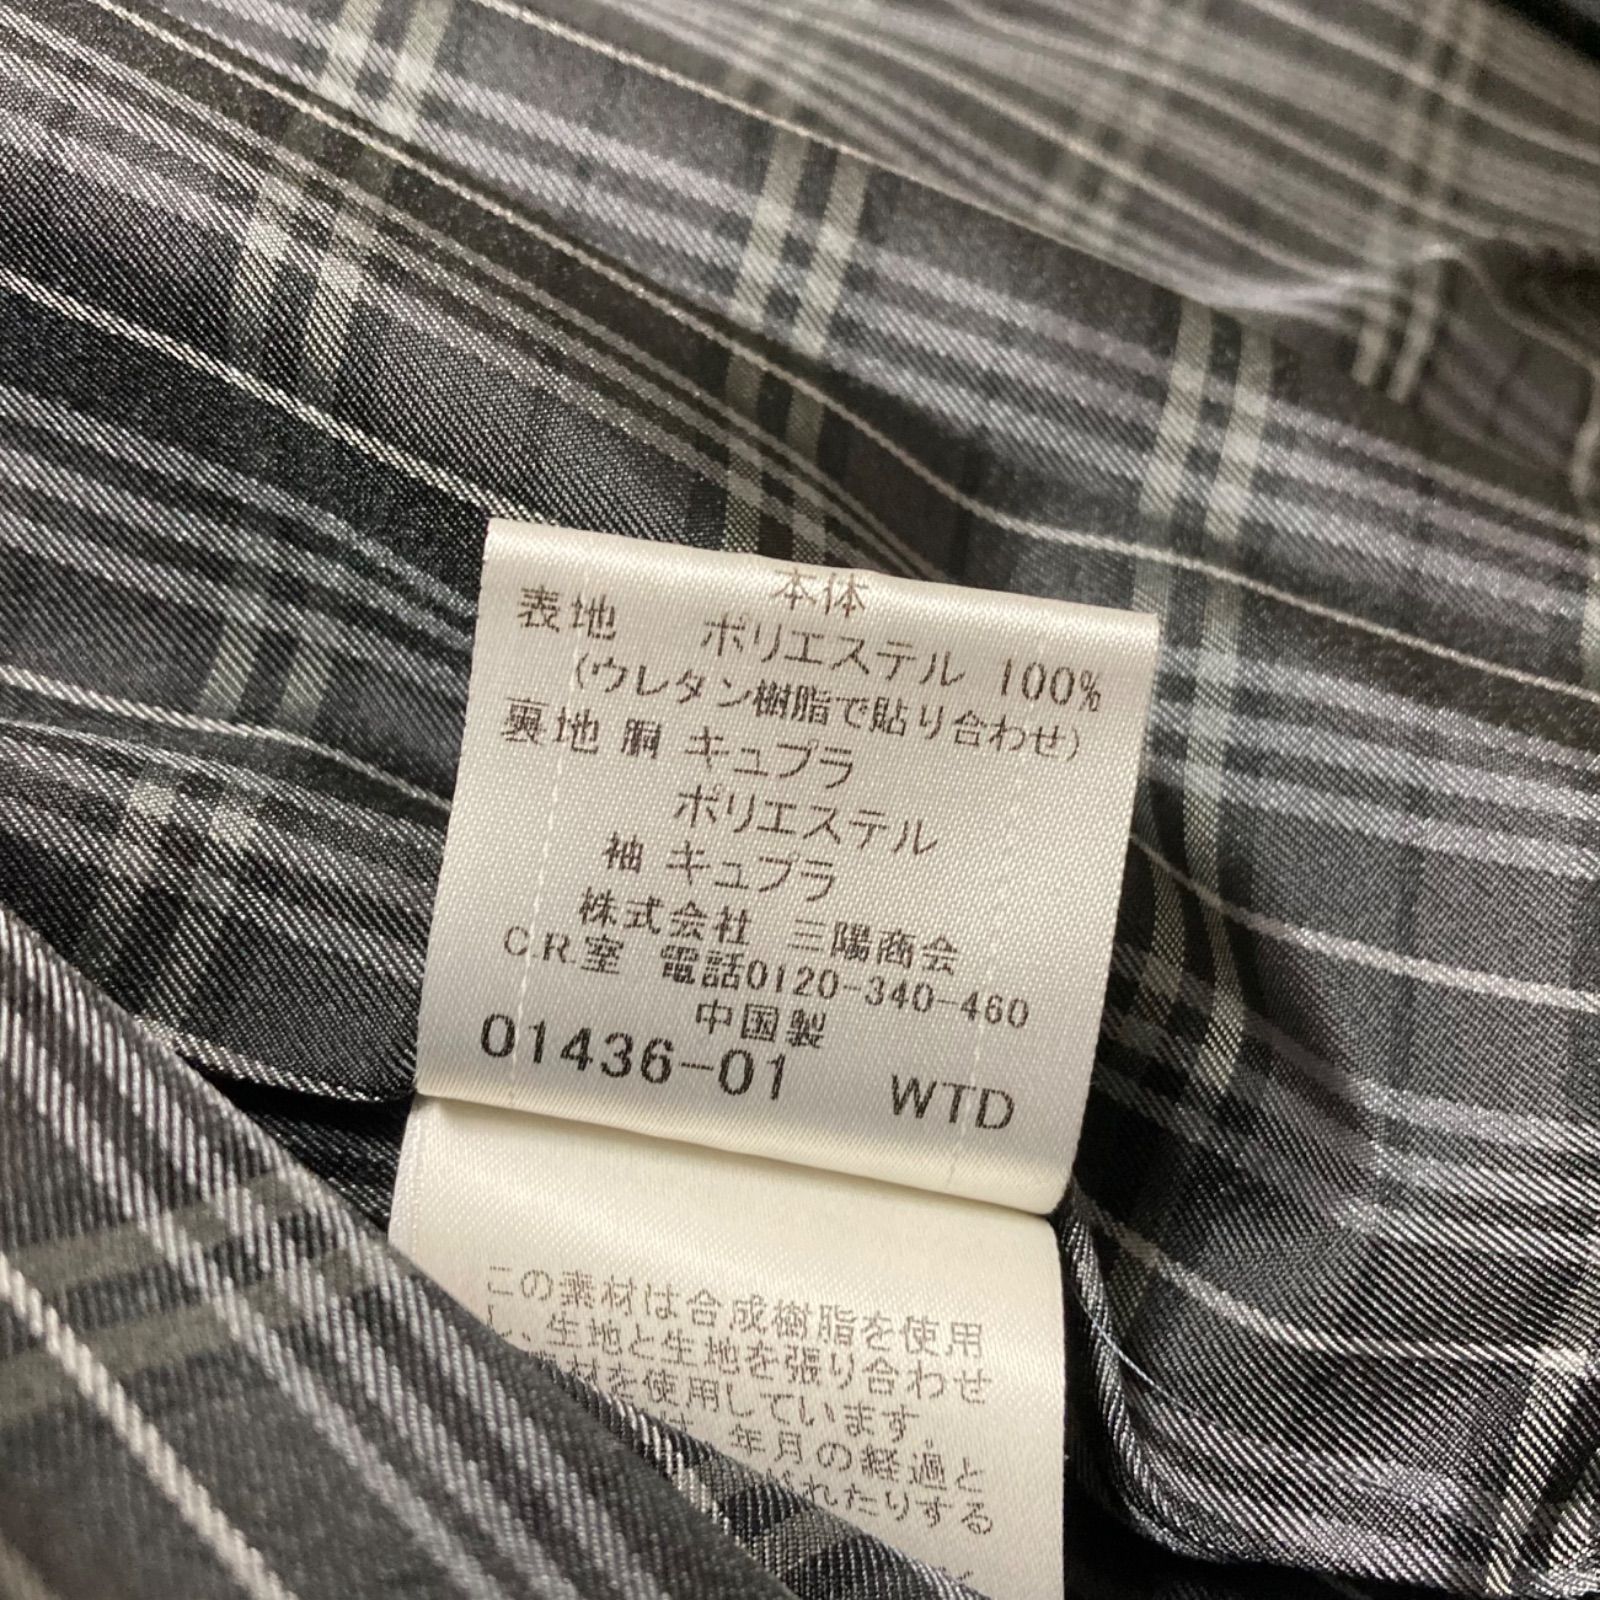 本体
表地 ポリエステル 100%
(ウレタン樹脂で貼り合わせ)
裏地 胴 キュプラ
ポリエステル
袖 キュプラ
株式会社 三陽商会
C.R.室 電話0120-340-460
中国製
01436-01 WTD
この素材は合成樹脂を使用
し、生地と生地を張り合わせ
素材を使用しています。
年月の経過と
がれたりする